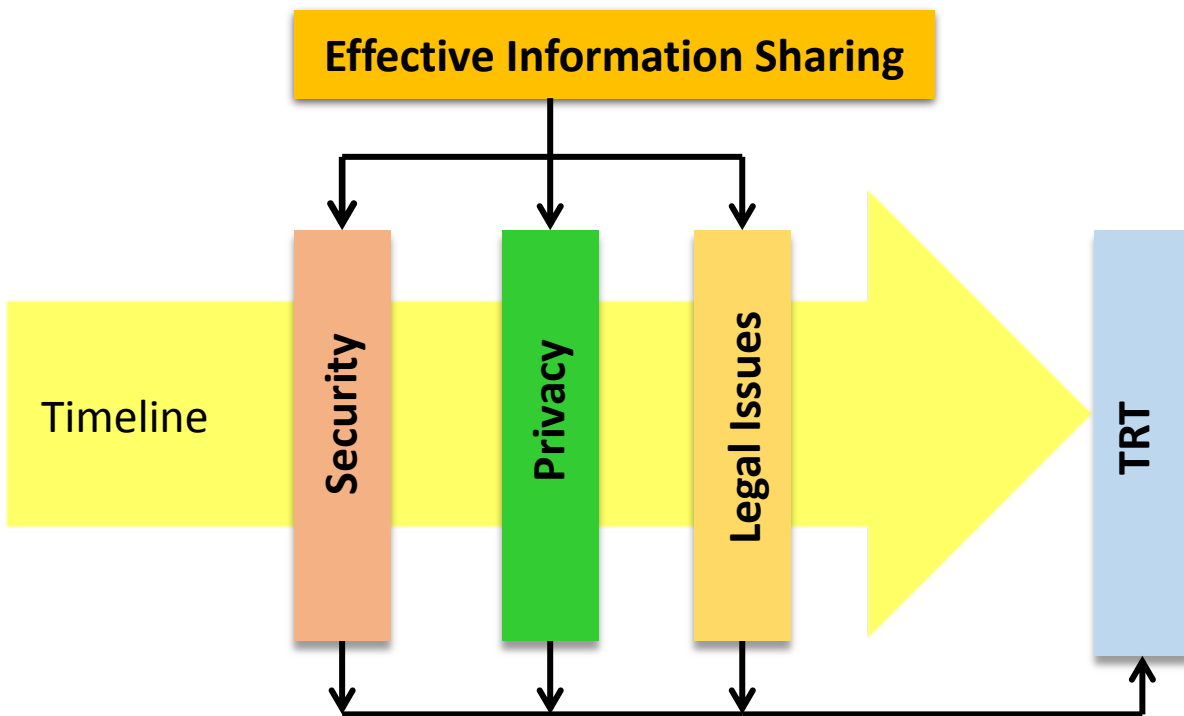 Effective Information Sharing
Timeline
Security
Privacy
Legal Issues
TRT